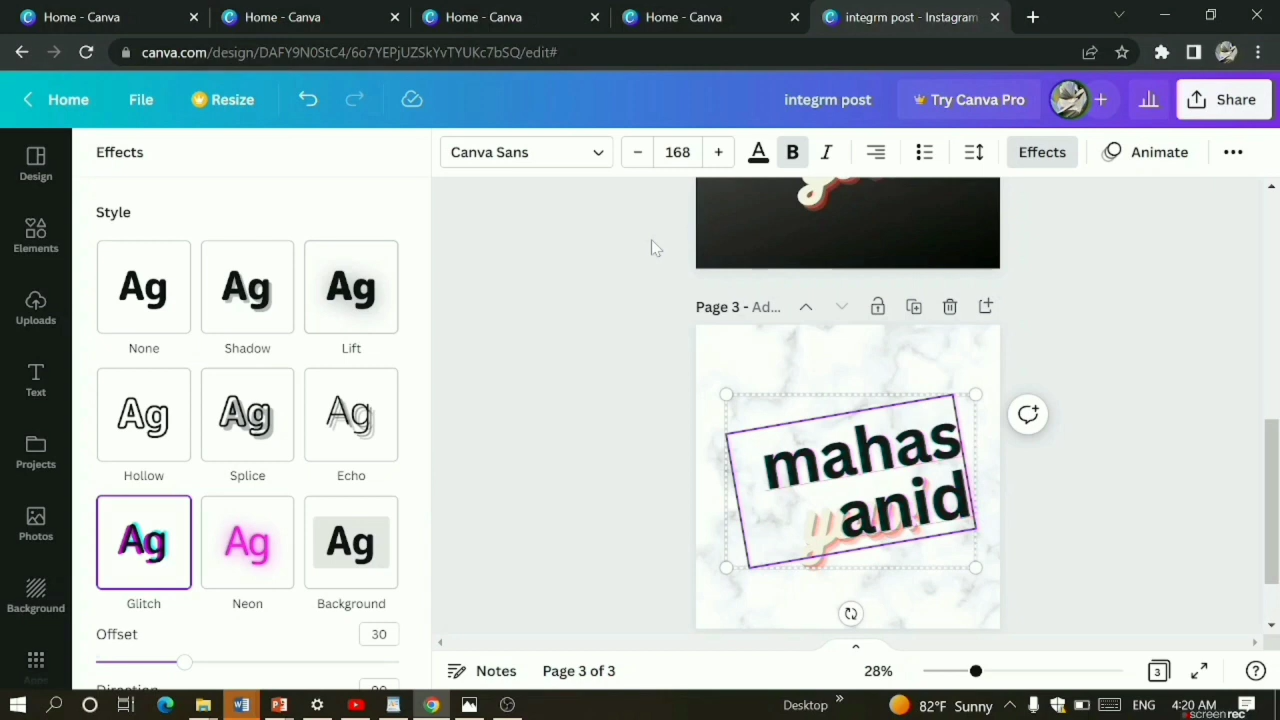 Home - Canva
Home - Canva
Home - Canva
Home - Canva
integrm post - Instagram
canva.com/design/DAFY9N0StC4/6o7YEPjUZSkYvTYUKc7bSQ/edit#
Home
File
Resize
integrm post
Try Canva Pro
Share
Effects
Canva Sans
168
A
B
I
Effects
Animate
Design
Elements
Uploads
Text
Projects
Photos
Background
Apps
Style
Ag
Ag
Ag
None
Shadow
Lift
Ag
Ag
Ag
Hollow
Splice
Echo
Ag
Ag
Ag
Glitch
Neon
Background
Offset
30
Page 3 - Ad...
mahas
yanid
Notes
Page 3 of 3
28%
3
Desktop
82°F Sunny
ENG
4:20 AM
screenrec